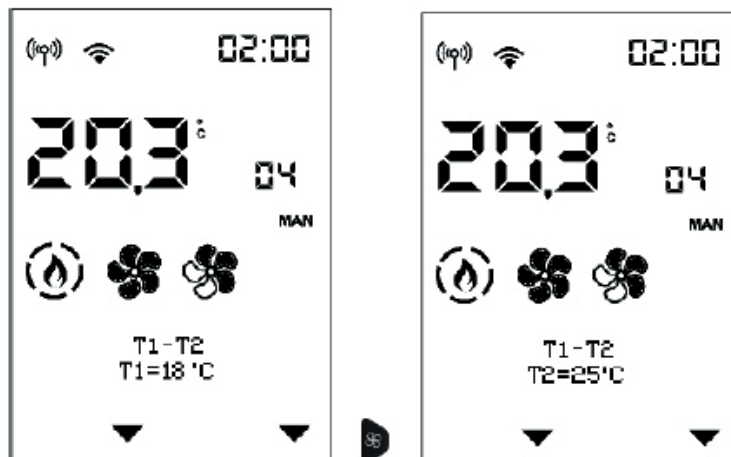 02:00
20.3 °C
04
MAN
T1-T2
T1=18 °C
02:00
20.3 °C
04
MAN
T1-T2
T2=25°C